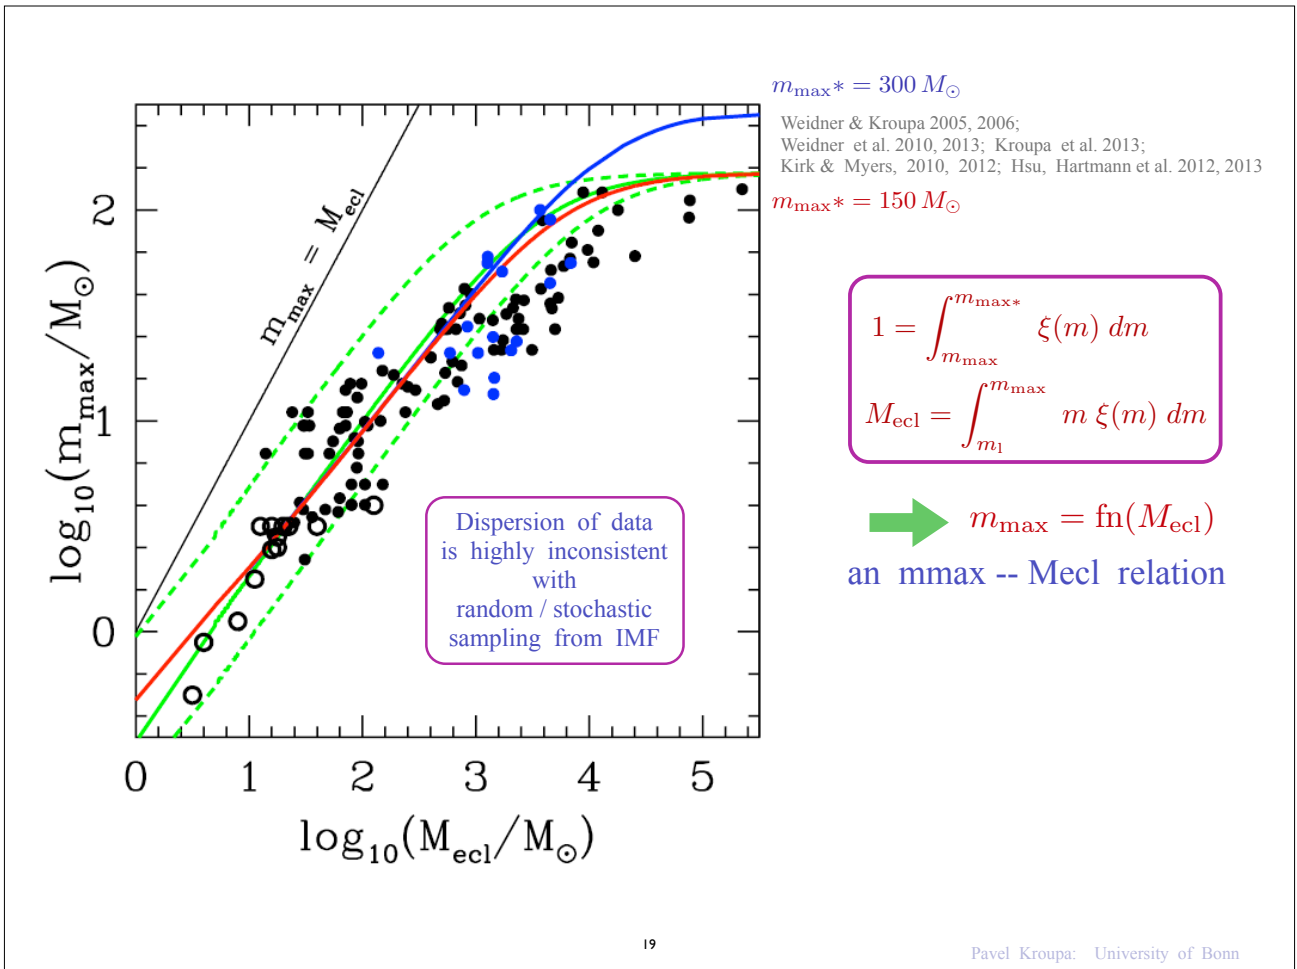 m_max* = 300 M_⊙
Weidner & Kroupa 2005, 2006;
Weidner et al. 2010, 2013; Kroupa et al. 2013;
Kirk & Myers, 2010, 2012; Hsu, Hartmann et al. 2012, 2013
m_max* = 150 M_⊙
m_max = M_ecl
log_10(m_max/M_⊙)
2
1
0
0 1 2 3 4 5
log_10(M_ecl/M_⊙)
Dispersion of data
is highly inconsistent
with
random / stochastic
sampling from IMF
1 = ∫_{m_max}^{m_max*} ξ(m) dm
M_ecl = ∫_{m_l}^{m_max} m ξ(m) dm
m_max = fn(M_ecl)
an mmax -- Mecl relation
19
Pavel Kroupa: University of Bonn